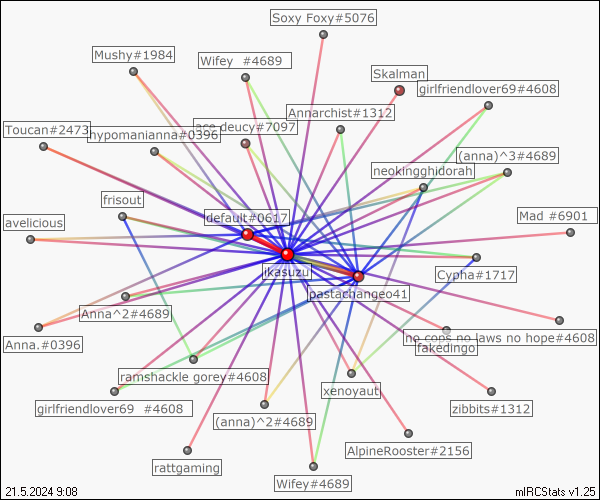 Soxy Foxy#5076
Mushy#1984
Wifey  #4689
Skalman
girlfriendlover69#4608
Annarchist#1312
Toucan#2473
hypomanianna#0396
ace deucy#7097
(anna)^3#4689
neokingghidorah
frisout
default#0617
avelicious
Mad #6901
ikasuzu
Cypha#1717
pastachangeo41
Anna^2#4689
Anna.#0396
no cops no laws no hope#4608
fakedingo
ramshackle gorey#4608
xenoyaut
girlfriendlover69  #4608
zibbits#1312
(anna)^2#4689
AlpineRooster#2156
rattgaming
Wifey#4689
21.5.2024 9:08
mIRCStats v1.25